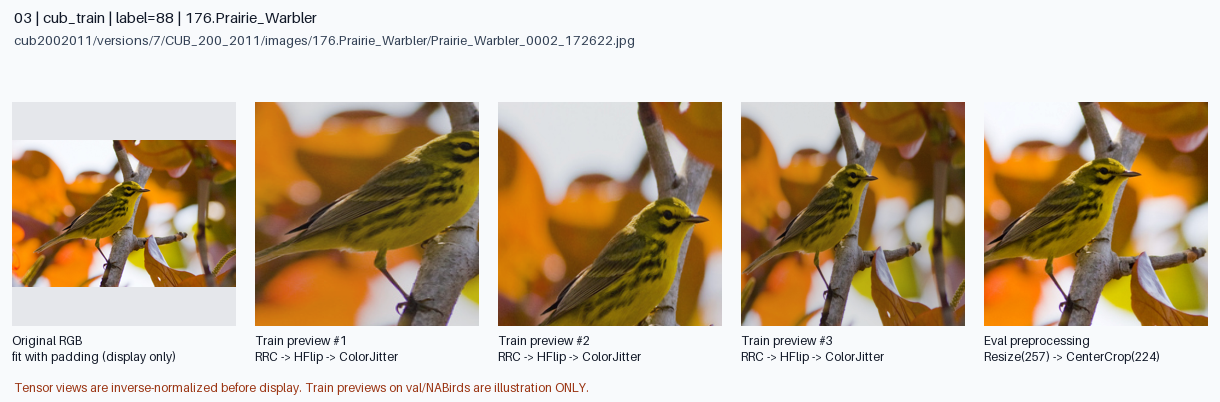 03 | cub_train | label=88 | 176.Prairie_Warbler
cub2002011/versions/7/CUB_200_2011/images/176.Prairie_Warbler/Prairie_Warbler_0002_172622.jpg
Original RGB
fit with padding (display only)
Train preview #1
RRC -> HFlip -> ColorJitter
Train preview #2
RRC -> HFlip -> ColorJitter
Train preview #3
RRC -> HFlip -> ColorJitter
Eval preprocessing
Resize(257) -> CenterCrop(224)
Tensor views are inverse-normalized before display. Train previews on val/NABirds are illustration ONLY.